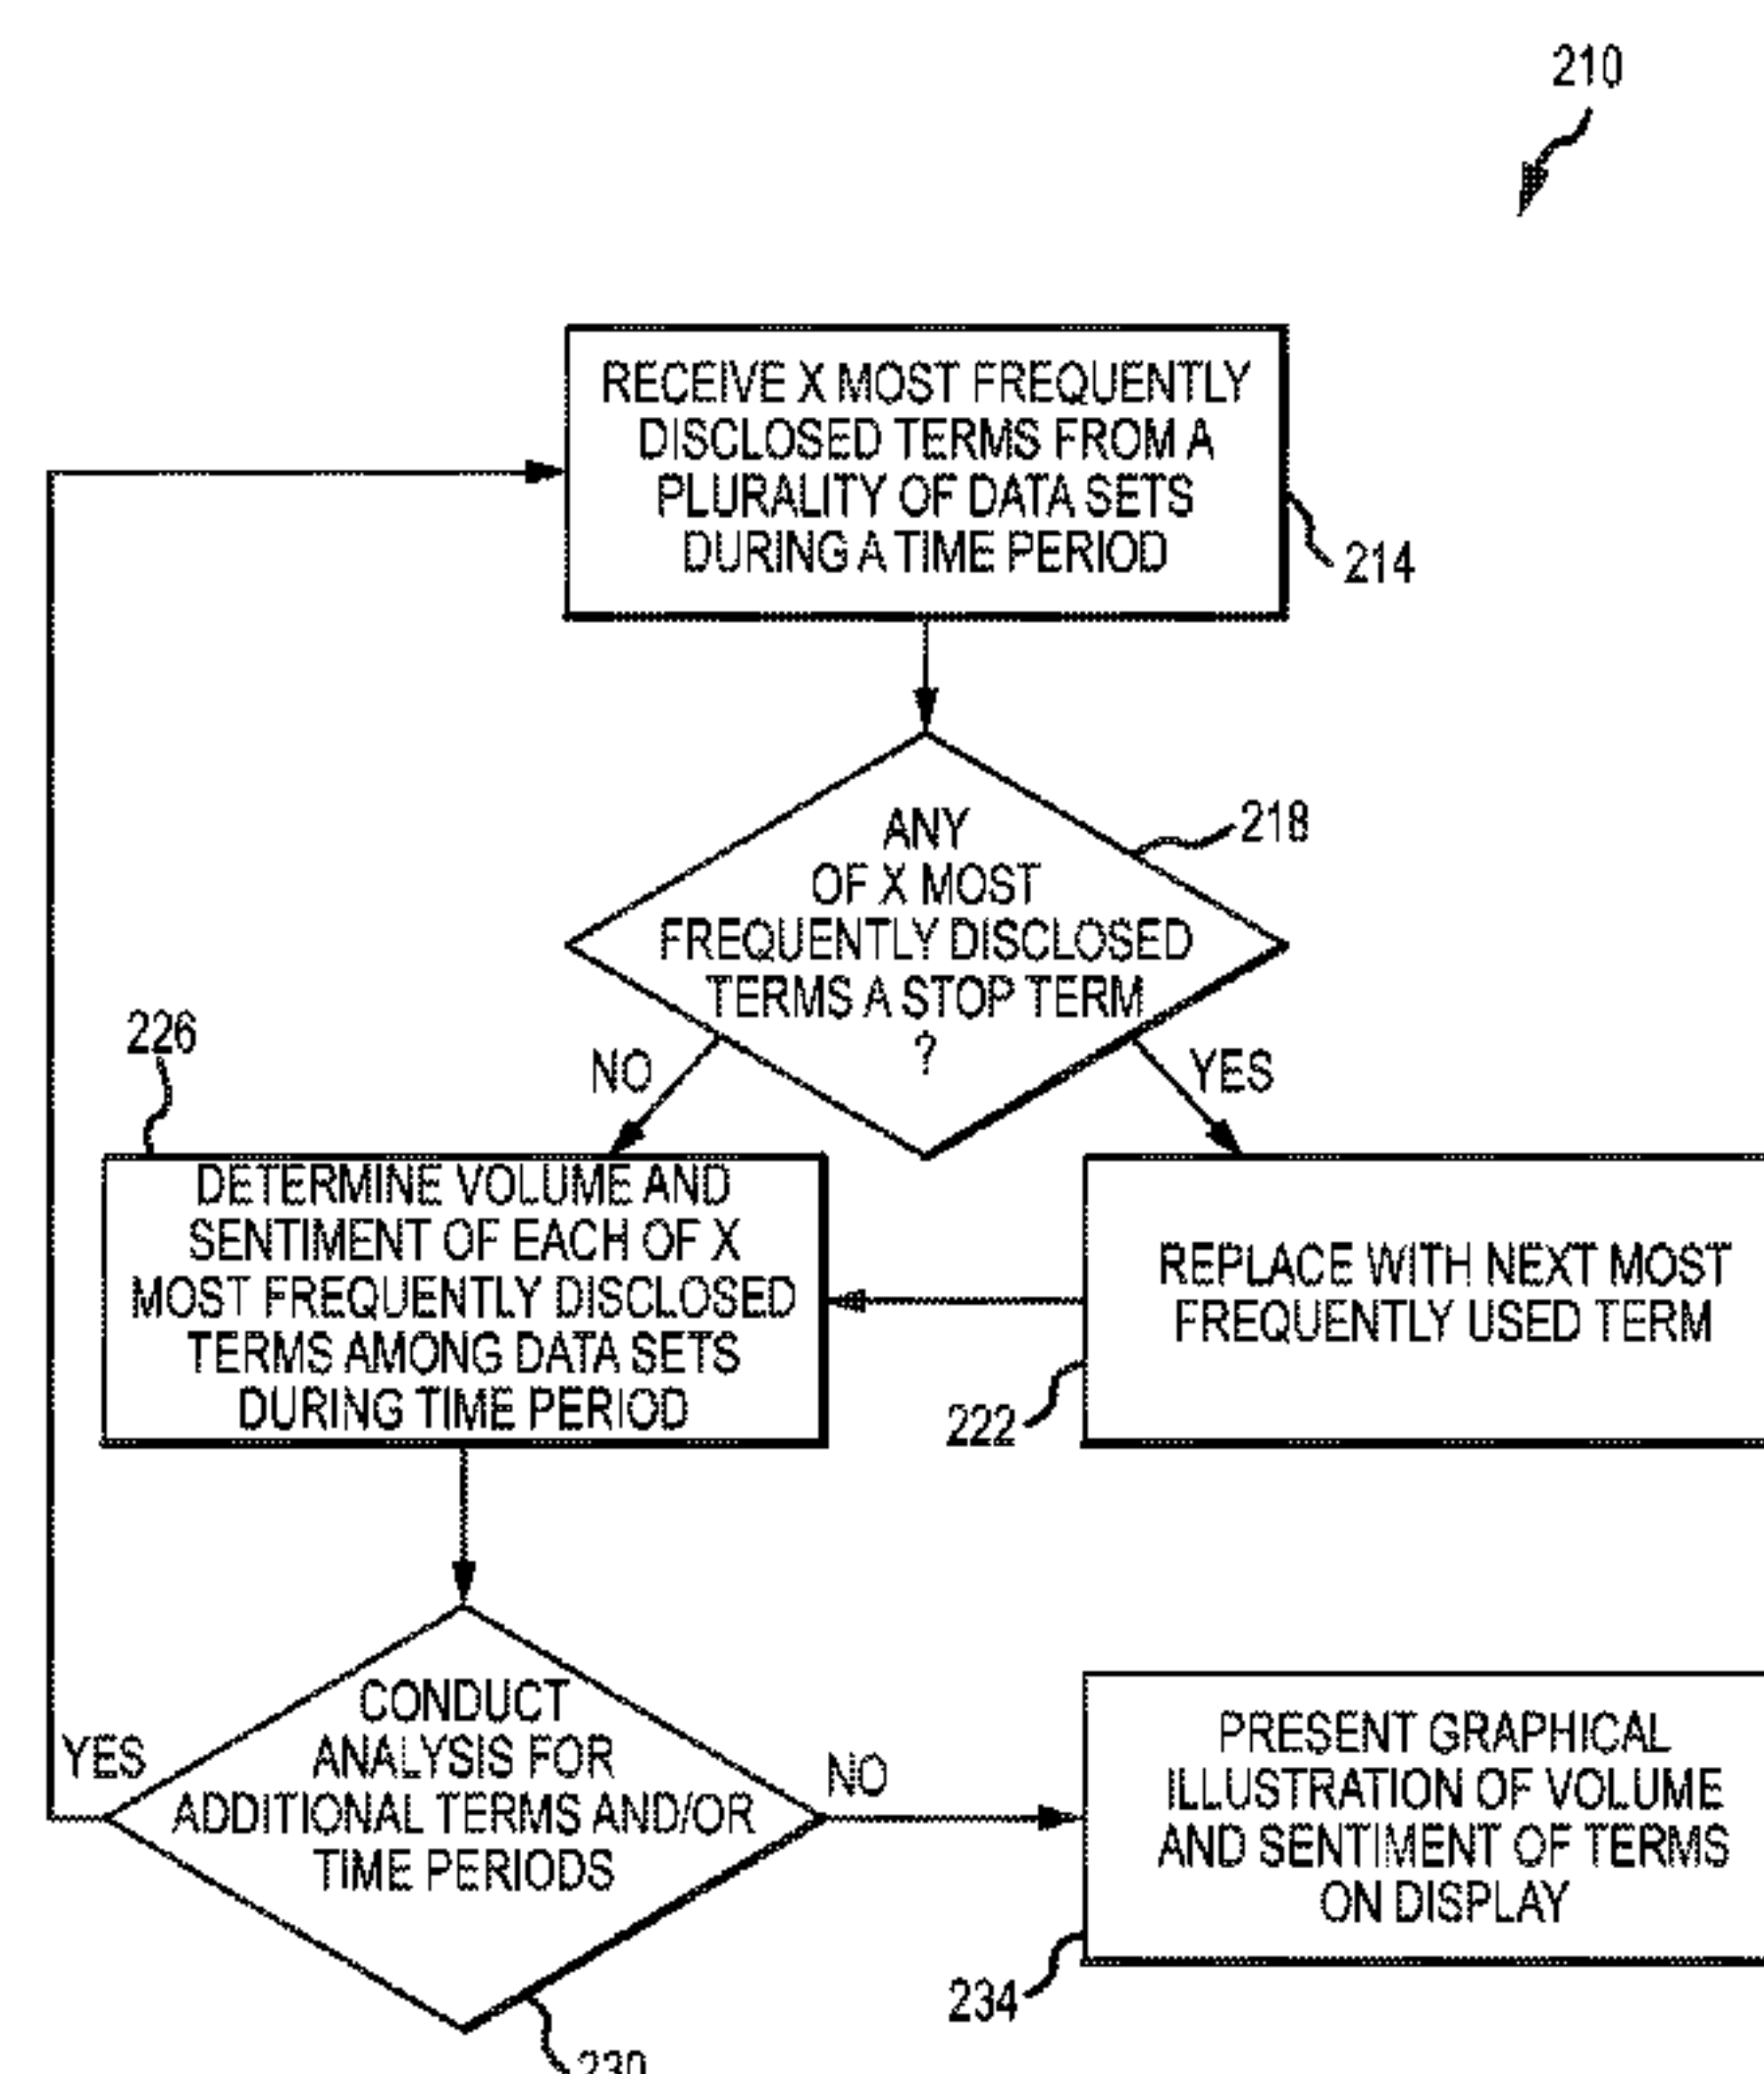 210
RECEIVE X MOST FREQUENTLY
DISCLOSED TERMS FROM A
PLURALITY OF DATA SETS
DURING A TIME PERIOD
214
ANY
OF X MOST
FREQUENTLY DISCLOSED
TERMS A STOP TERM
?
218
NO
YES
226
DETERMINE VOLUME AND
SENTIMENT OF EACH OF X
MOST FREQUENTLY DISCLOSED
TERMS AMONG DATA SETS
DURING TIME PERIOD
REPLACE WITH NEXT MOST
FREQUENTLY USED TERM
222
CONDUCT
ANALYSIS FOR
ADDITIONAL TERMS AND/OR
TIME PERIODS
YES
NO
PRESENT GRAPHICAL
ILLUSTRATION OF VOLUME
AND SENTIMENT OF TERMS
ON DISPLAY
234
230